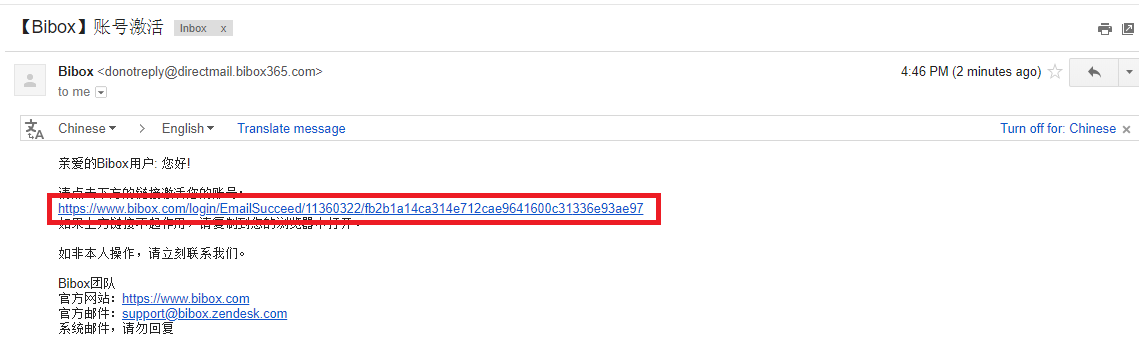 【Bibox】账号激活 Inbox x
Bibox <donotreply@directmail.bibox365.com> 4:46 PM (2 minutes ago)
to me
Chinese > English Translate message Turn off for: Chinese ×
亲爱的Bibox用户: 您好!
请点击下方的链接激活您的账号:
https://www.bibox.com/login/EmailSucceed/11360322/fb2b1a14ca314e712cae9641600c31336e93ae97
如果上方链接不起作用，请复制到您的浏览器中打开。
如非本人操作，请立刻联系我们。
Bibox团队
官方网站：https://www.bibox.com
官方邮件：support@bibox.zendesk.com
系统邮件，请勿回复